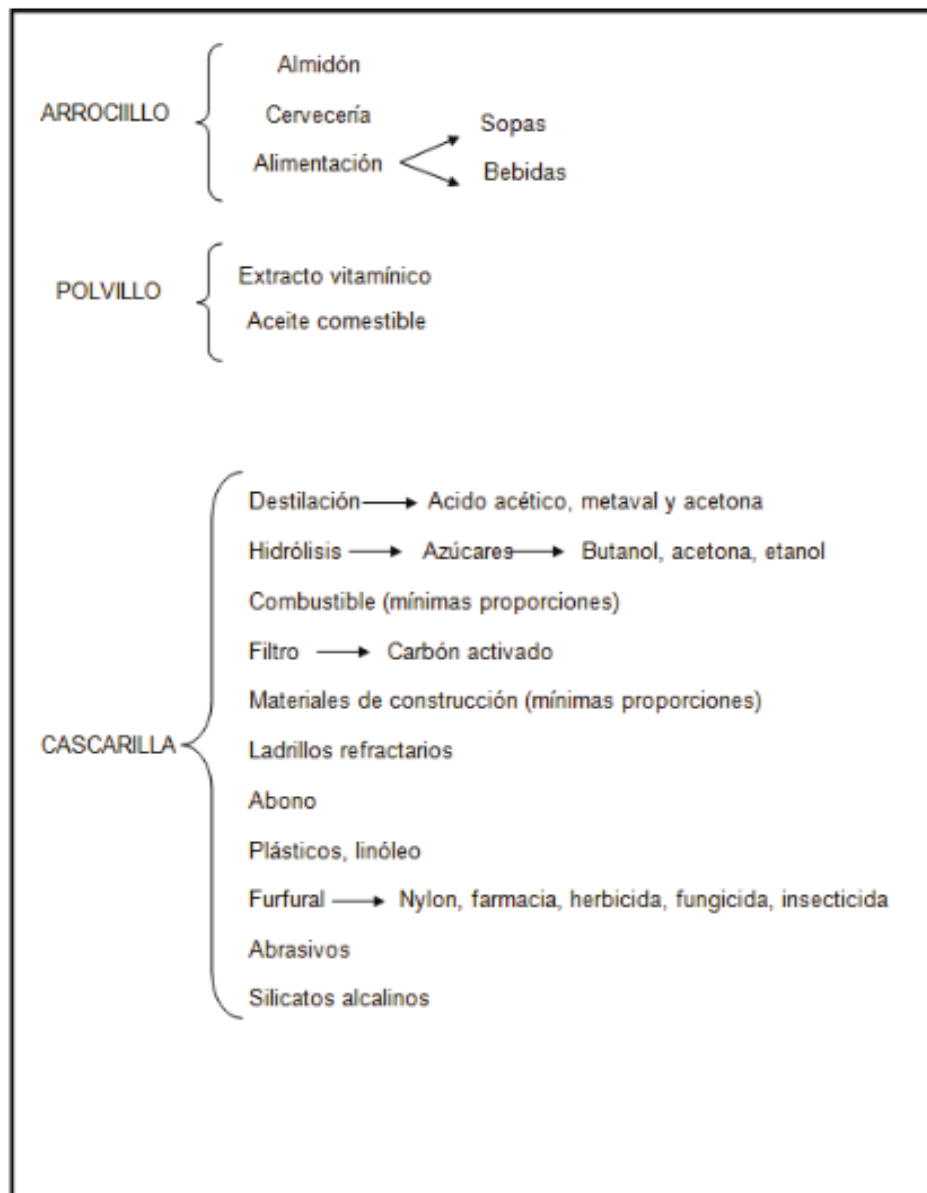 Almidón
ARROCIILLO
Cervecería
Sopas
Alimentación
Bebidas
Extracto vitamínico
POLVILLO
Aceite comestible
Destilación Acido acético, metaval y acetona
Hidrólisis Azúcares Butanol, acetona, etanol
Combustible (mínimas proporciones)
Filtro Carbón activado
Materiales de construcción (mínimas proporciones)
CASCARILLA Ladrillos refractarios
Abono
Plásticos, linóleo
Furfural Nylon, farmacia, herbicida, fungicida, insecticida
Abrasivos
Silicatos alcalinos